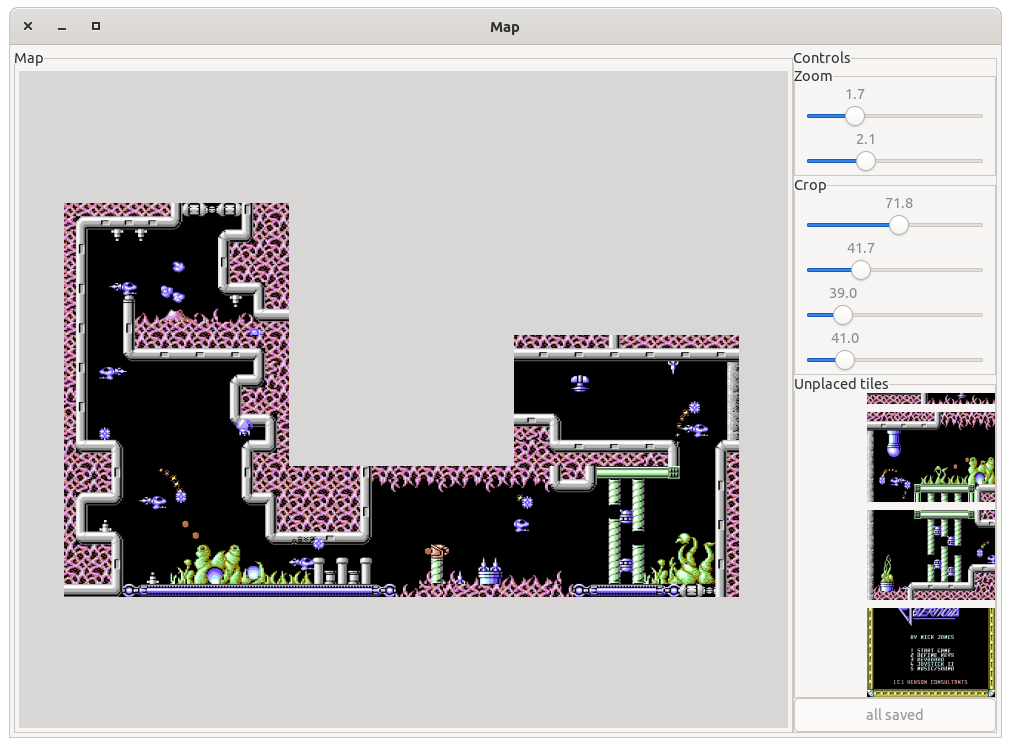 Map
Map
Controls
Zoom
1.7
2.1
Crop
71.8
41.7
39.0
41.0
Unplaced tiles
BY NICK JONES
1 START GAME
2 DEFINE KEYS
3 KEYBOARD
4 JOYSTICK II
5 MUSIC/SOUND
(C) HEWSON CONSULTANTS
all saved